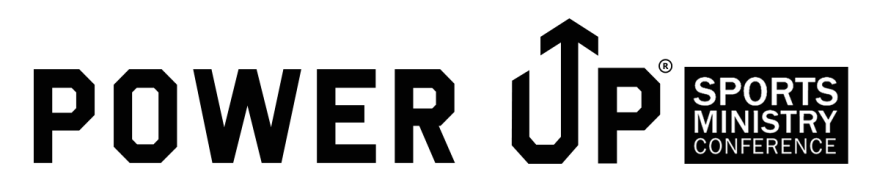 POWER UP®
SPORTS
MINISTRY
CONFERENCE